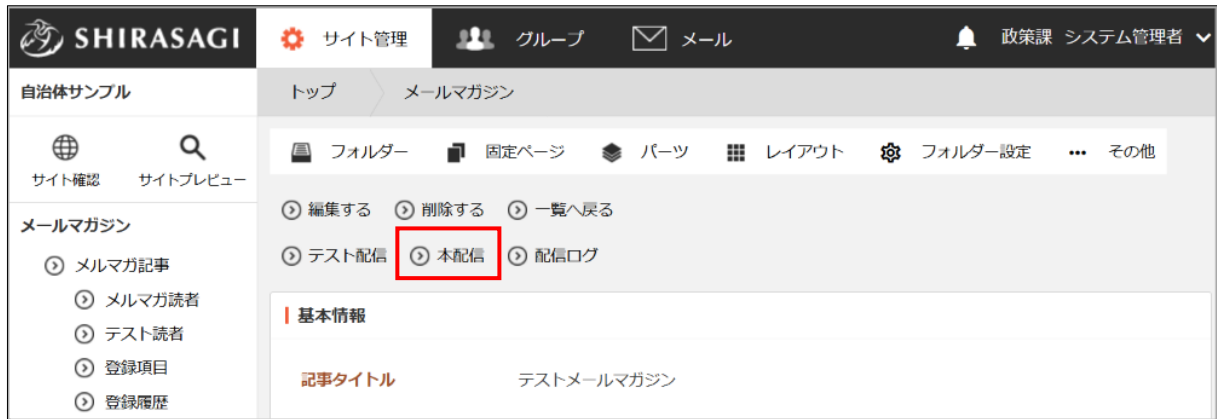 SHIRASAGI サイト管理 グループ メール 政策課 システム管理者
自治体サンプル トップ メールマガジン
フォルダー 固定ページ パーツ レイアウト フォルダー設定 その他
サイト確認 サイトプレビュー
編集する 削除する 一覧へ戻る
メールマガジン
テスト配信 本配信 配信ログ
メルマガ記事
メルマガ読者
基本情報
テスト読者
登録項目
記事タイトル テストメールマガジン
登録履歴